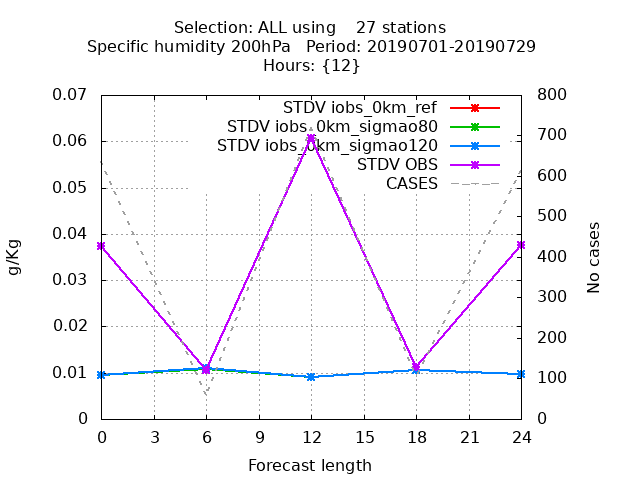 Selection: ALL using    27 stations
Specific humidity 200hPa   Period: 20190701-20190729
Hours: {12}
0.07
0.06
0.05
0.04
0.03
0.02
0.01
0
800
700
600
500
400
300
200
100
0
STDV iobs_0km_ref
STDV iobs_0km_sigmao80
STDV iobs_0km_sigmao120
STDV OBS
CASES
g/Kg
No cases
0 3 6 9 12 15 18 21 24
Forecast length